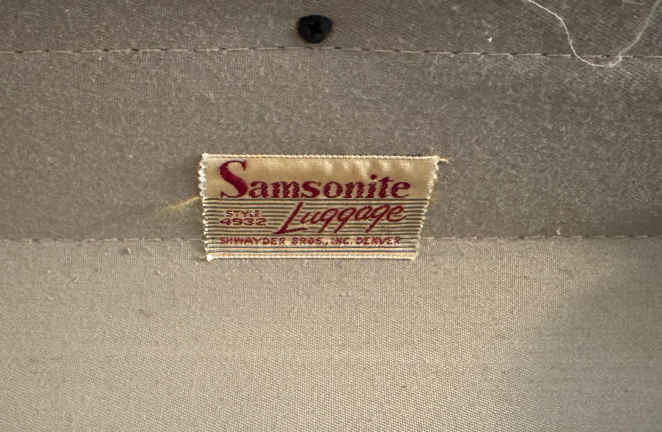 Samsonite
STYLE
4932 Luggage
SHWAYDER BROS., INC. DENVER